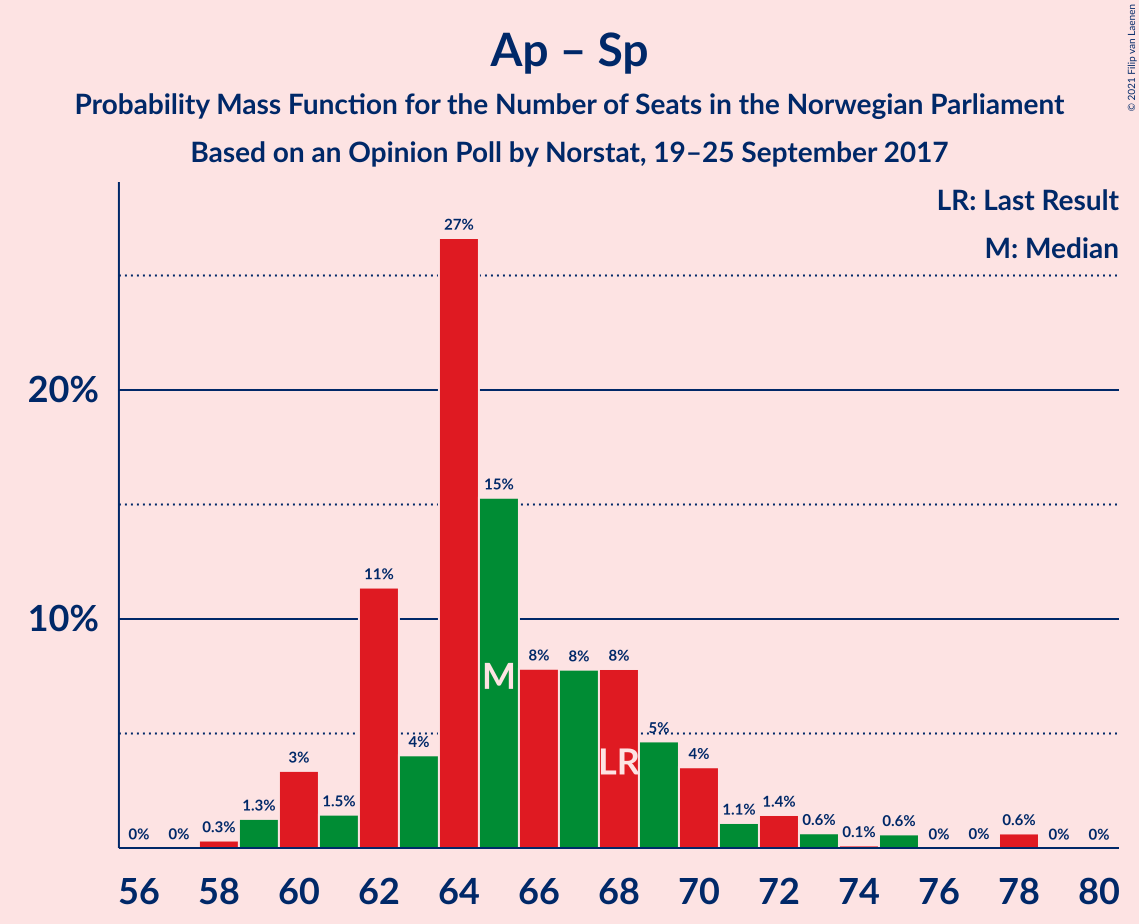 Ap – Sp
Probability Mass Function for the Number of Seats in the Norwegian Parliament
Based on an Opinion Poll by Norstat, 19–25 September 2017
© 2021 Filip van Laenen
LR: Last Result
M: Median
20%
10%
0% 0% 0.3% 1.3% 3% 1.5% 11% 4% 27% 15% 8% 8% 8% 5% 4% 1.1% 1.4% 0.6% 0.1% 0.6% 0% 0% 0.6% 0% 0%
M
LR
56 58 60 62 64 66 68 70 72 74 76 78 80